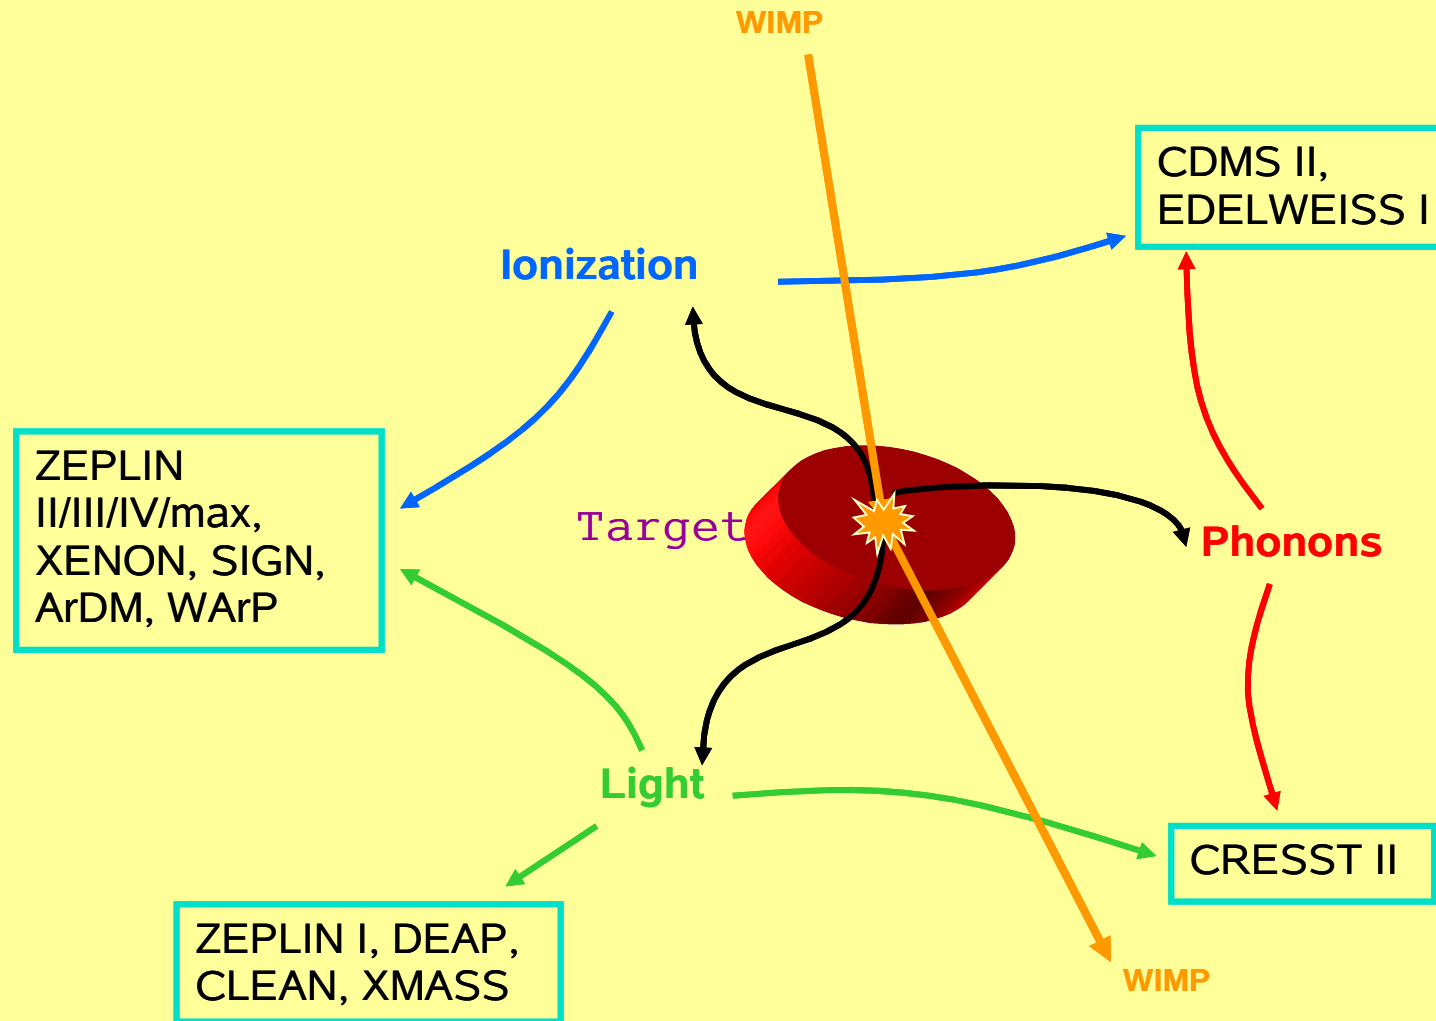 WIMP
CDMS II,
EDELWEISS I
Ionization
ZEPLIN
II/III/IV/max,
XENON, SIGN,
ArDM, WArP
Target
Phonons
Light
CRESST II
ZEPLIN I, DEAP,
CLEAN, XMASS
WIMP